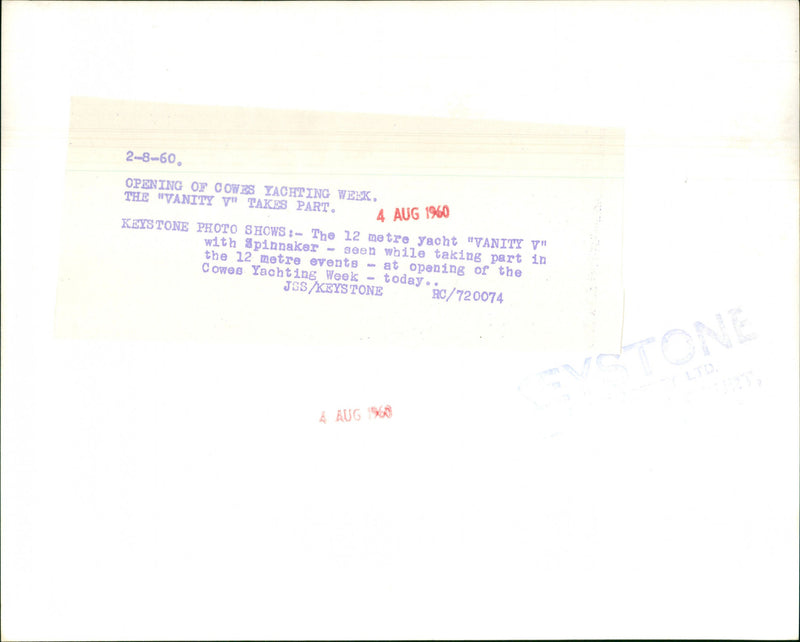 2-8-60.
OPENING OF COWES YACHTING WEEK.
THE "VANITY V" TAKES PART.
4 AUG 1960
KEYSTONE PHOTO SHOWS:- The 12 metre yacht "VANITY V"
with Spinnaker - seen while taking part in
the 12 metre events - at opening of the
Cowes Yachting Week - today..
JSS/KEYSTONE RC/720074
KEYSTONE
LTD.
4 AUG 1960